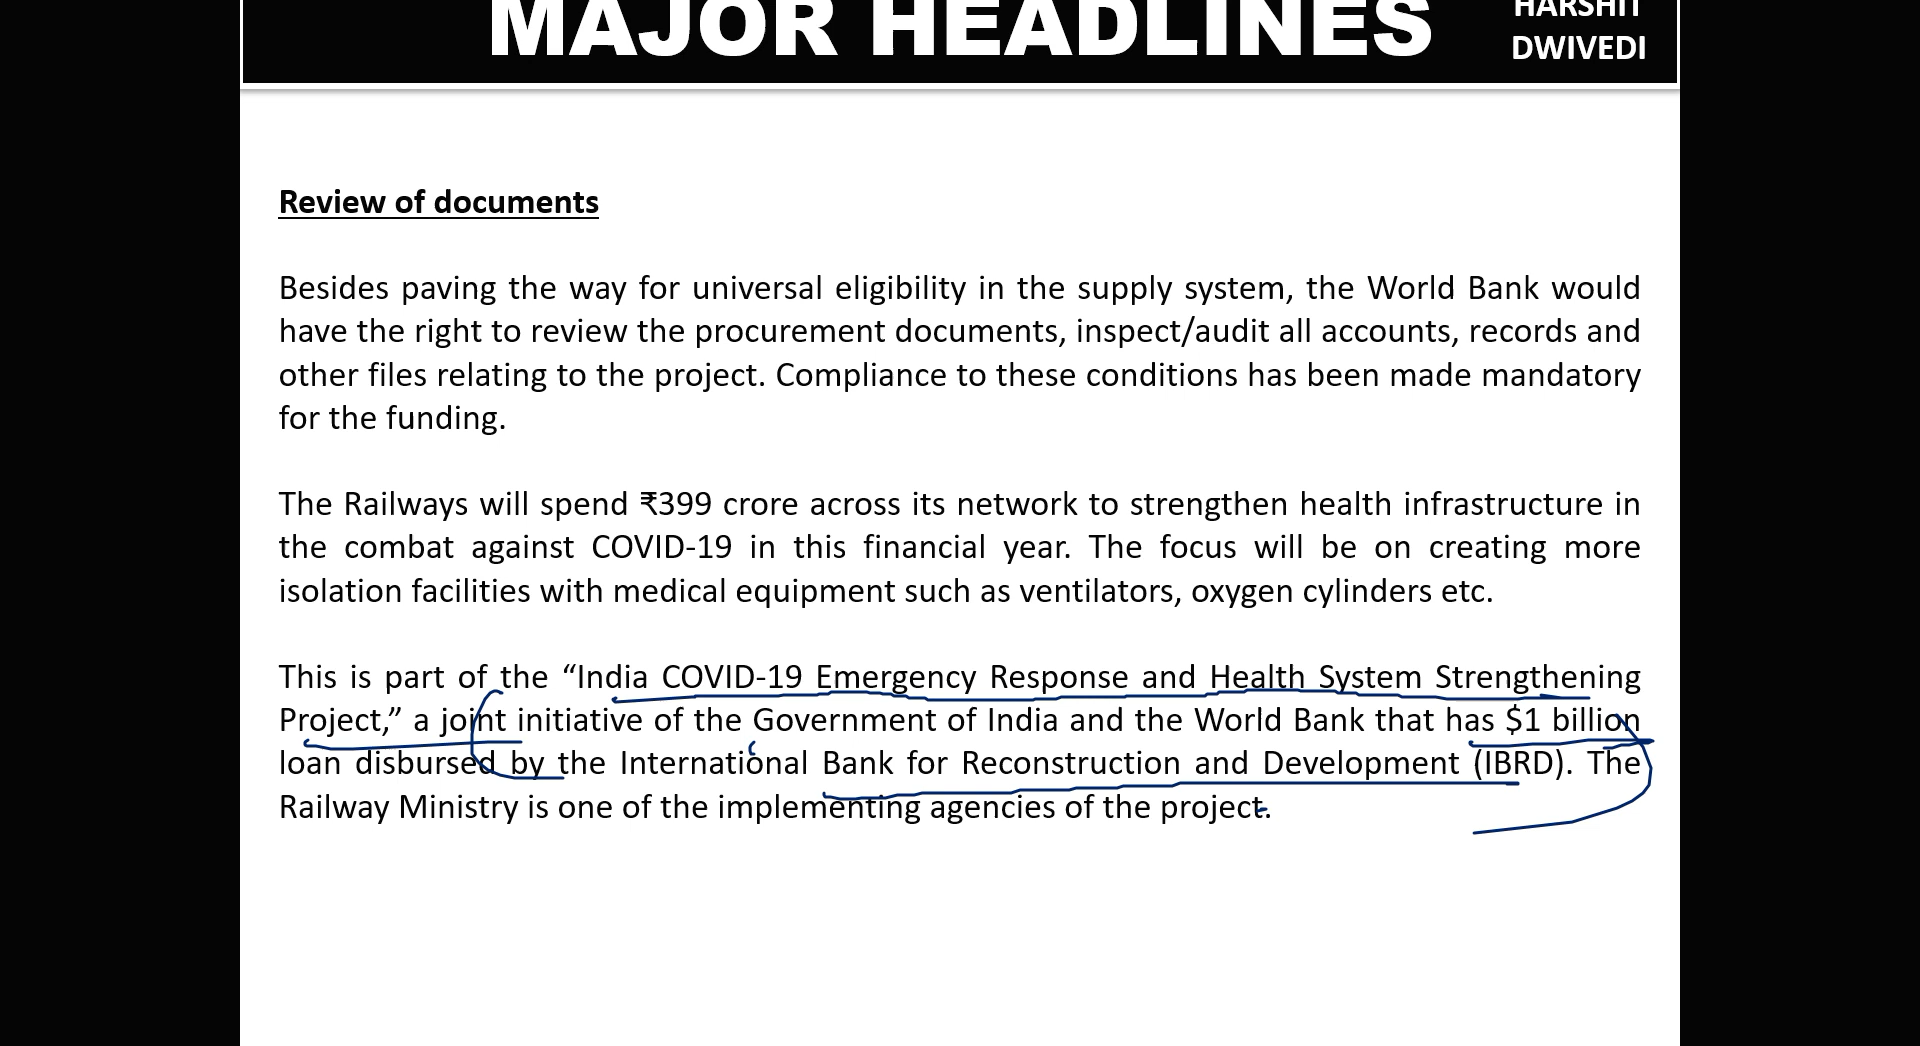 MAJOR HEADLINES
HARSHIT
DWIVEDI
Review of documents
Besides paving the way for universal eligibility in the supply system, the World Bank would
have the right to review the procurement documents, inspect/audit all accounts, records and
other files relating to the project. Compliance to these conditions has been made mandatory
for the funding.
The Railways will spend ₹399 crore across its network to strengthen health infrastructure in
the combat against COVID-19 in this financial year. The focus will be on creating more
isolation facilities with medical equipment such as ventilators, oxygen cylinders etc.
This is part of the “India COVID-19 Emergency Response and Health System Strengthening
Project,” a joint initiative of the Government of India and the World Bank that has $1 billion
loan disbursed by the International Bank for Reconstruction and Development (IBRD). The
Railway Ministry is one of the implementing agencies of the project.